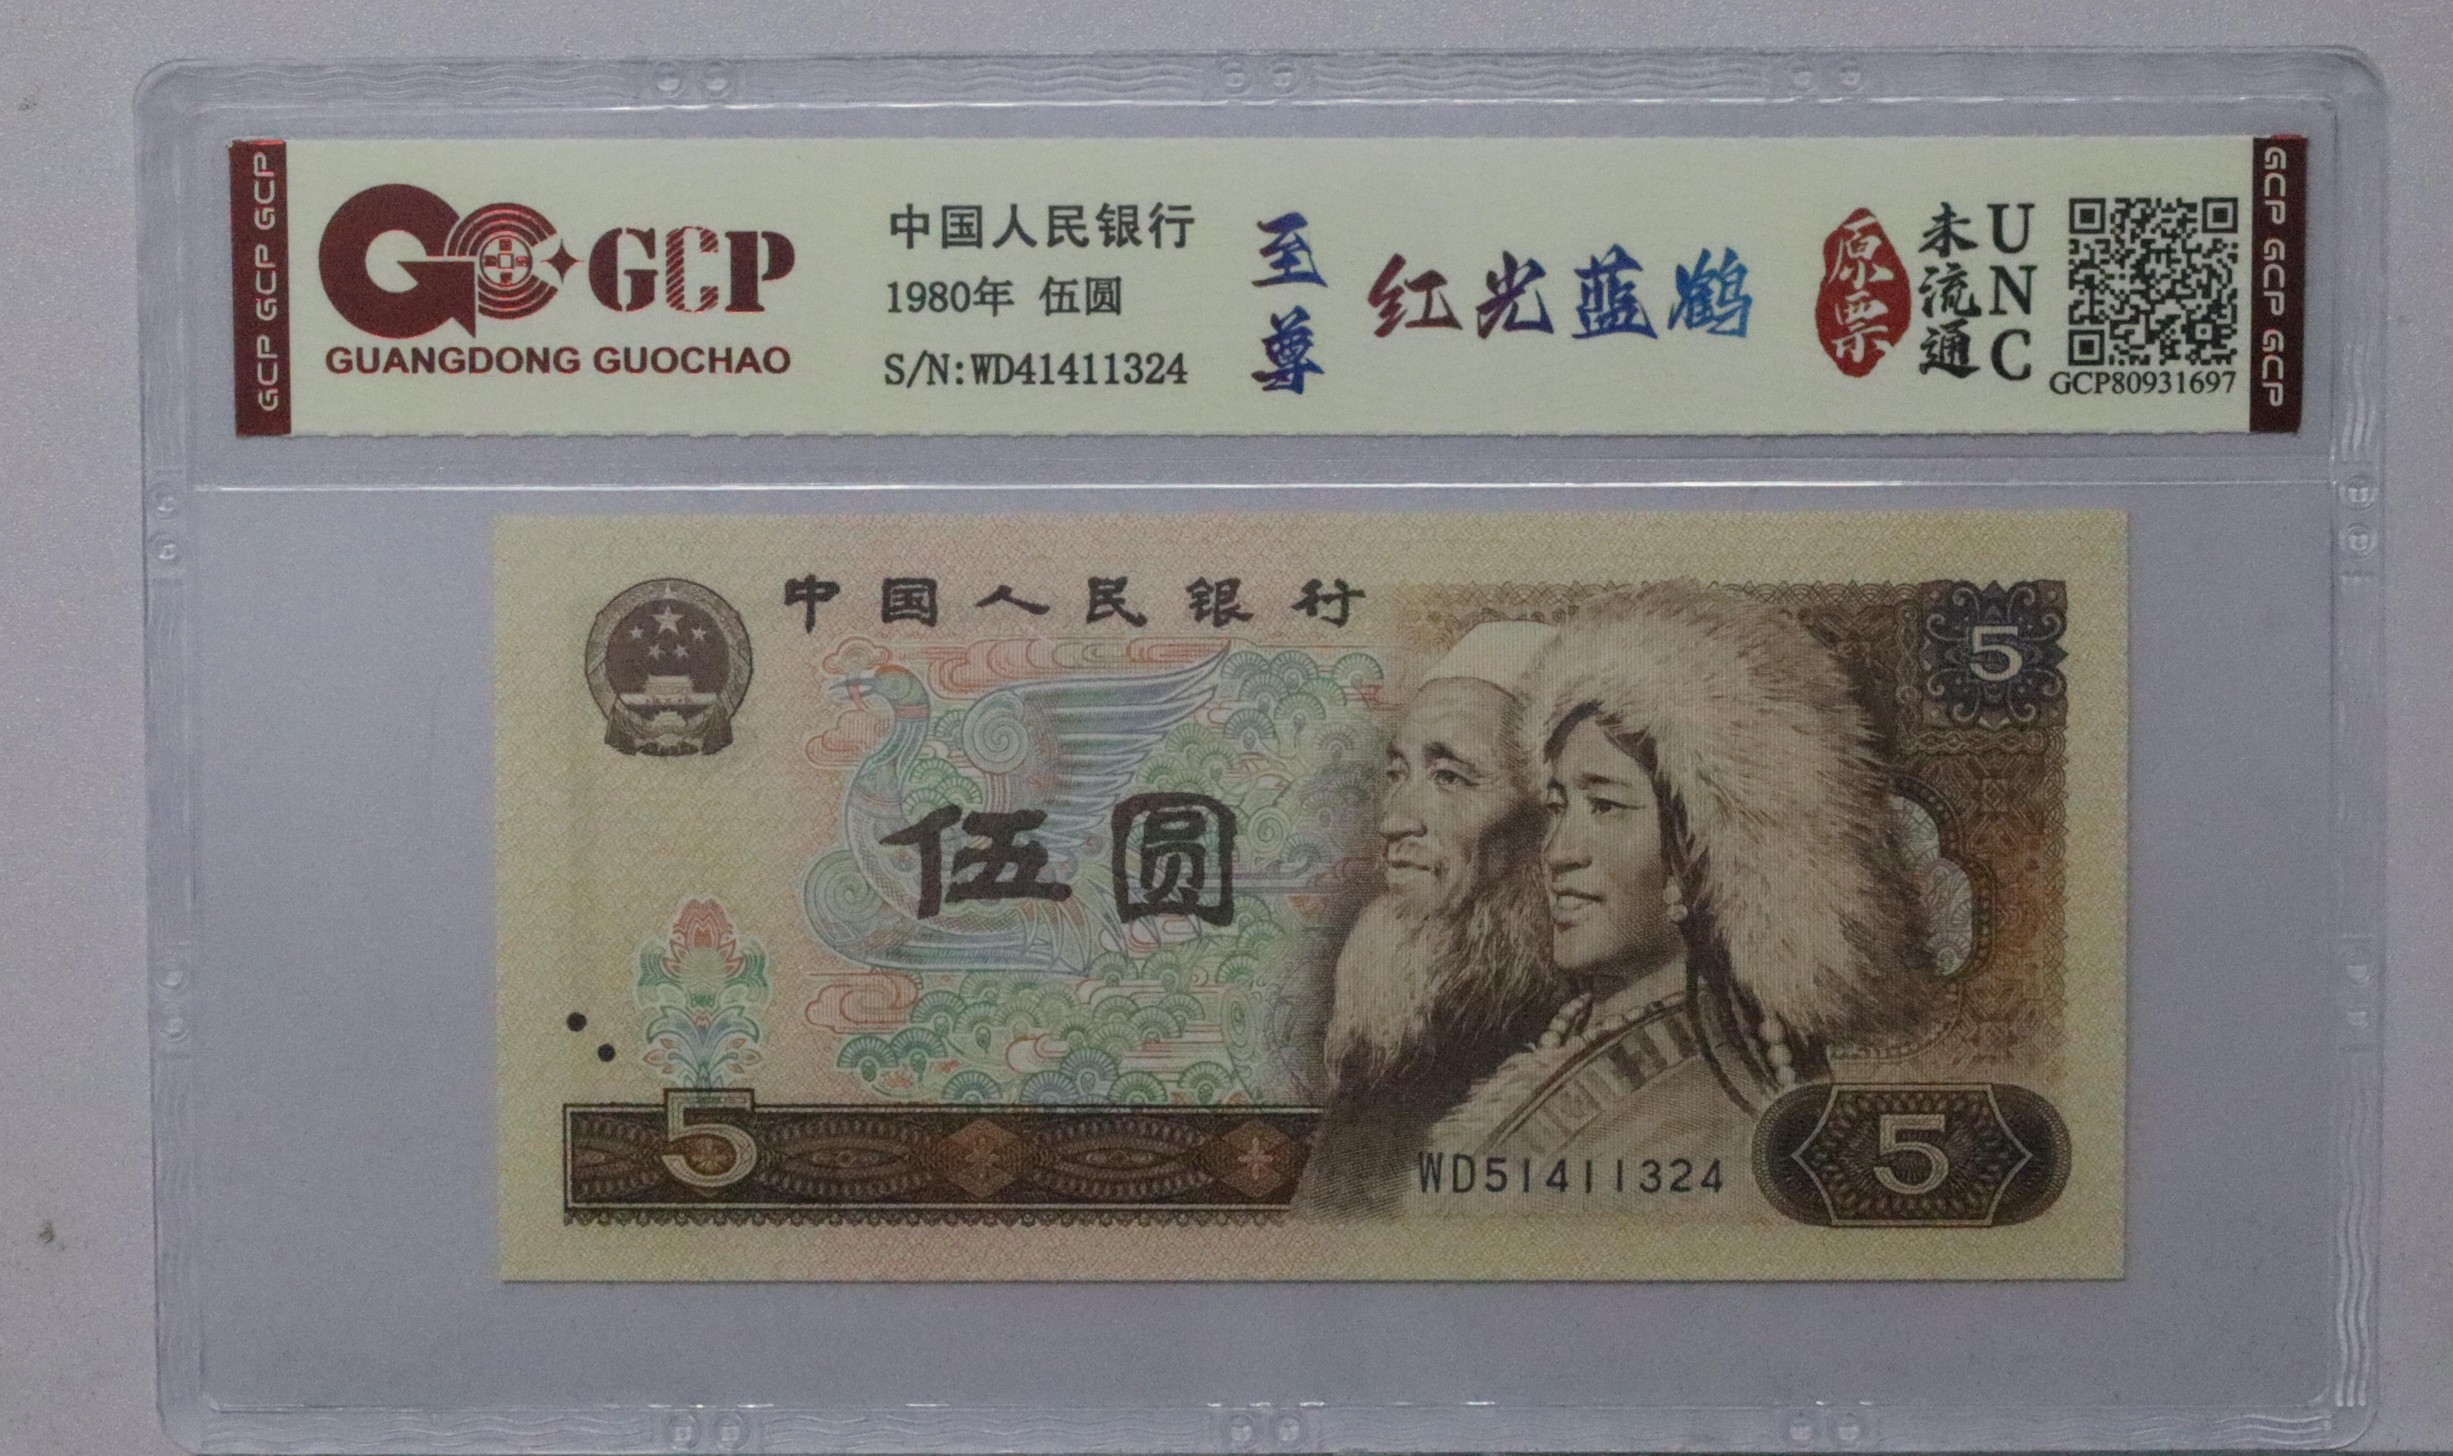 GCP GCP GCP
GCP
GUANGDONG GUOCHAO
中国人民银行
1980年 伍圆
S/N:WD41411324
至尊
红光蓝鹤
原票
未流通
UNC
GCP80931697
GCP GCP GCP
中国人民银行
5
伍圆
5
WD51411324
5